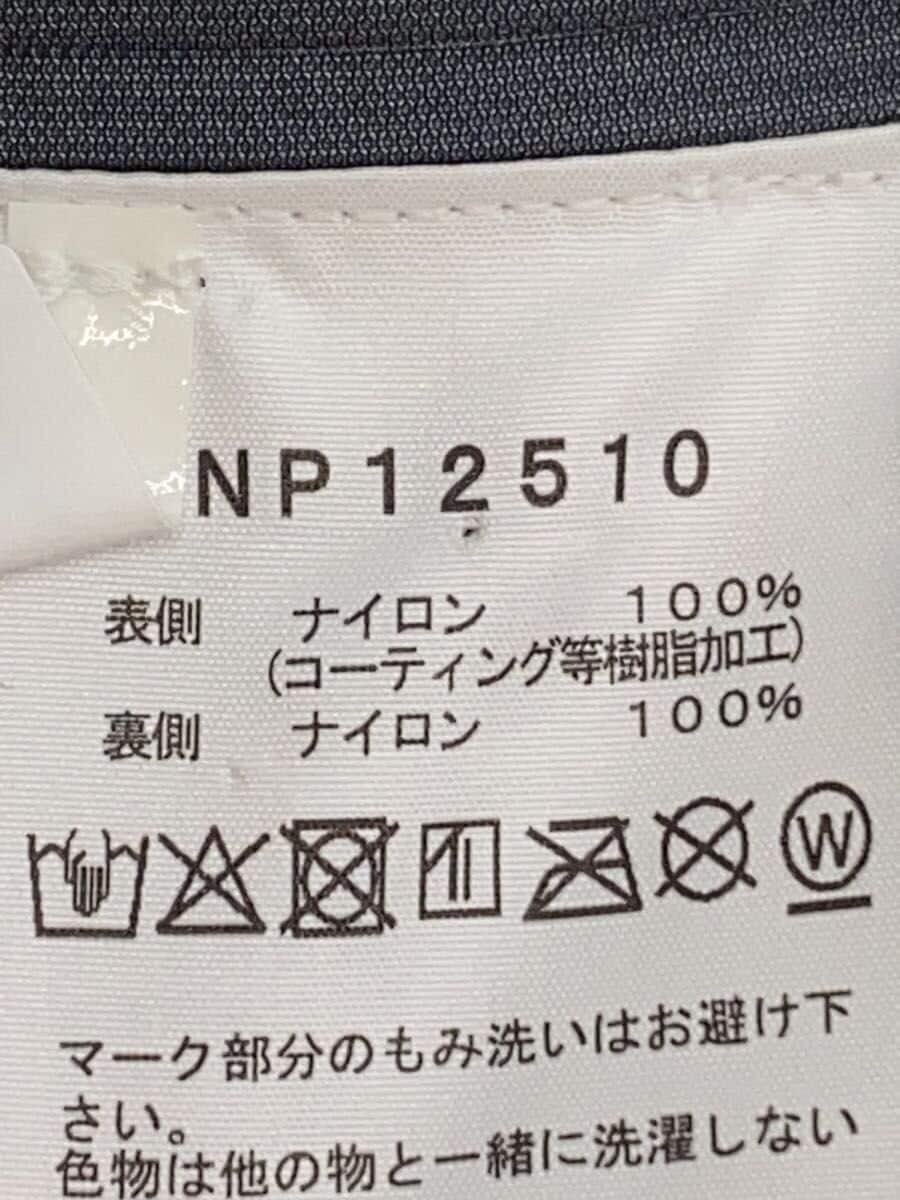 NP12510
表側 ナイロン 100%
(コーティング等樹脂加工)
裏側 ナイロン 100%
W
マーク部分のもみ洗いはお避け下
さい。
色物は他の物と一緒に洗濯しない